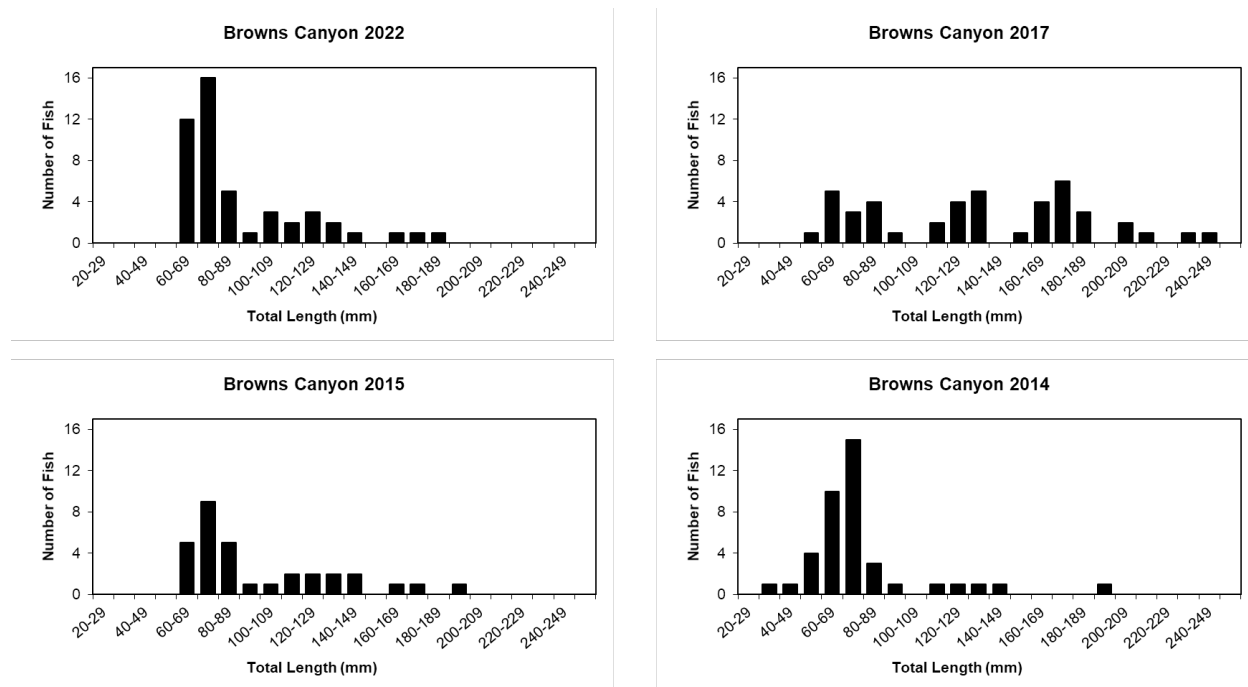 Browns Canyon 2022
16
12
8
4
0
Number of Fish
20-29 40-49 60-69 80-89 100-109 120-129 140-149 160-169 180-189 200-209 220-229 240-249
Total Length (mm)
Browns Canyon 2017
16
12
8
4
0
Number of Fish
20-29 40-49 60-69 80-89 100-109 120-129 140-149 160-169 180-189 200-209 220-229 240-249
Total Length (mm)
Browns Canyon 2015
16
12
8
4
0
Number of Fish
20-29 40-49 60-69 80-89 100-109 120-129 140-149 160-169 180-189 200-209 220-229 240-249
Total Length (mm)
Browns Canyon 2014
16
12
8
4
0
Number of Fish
20-29 40-49 60-69 80-89 100-109 120-129 140-149 160-169 180-189 200-209 220-229 240-249
Total Length (mm)